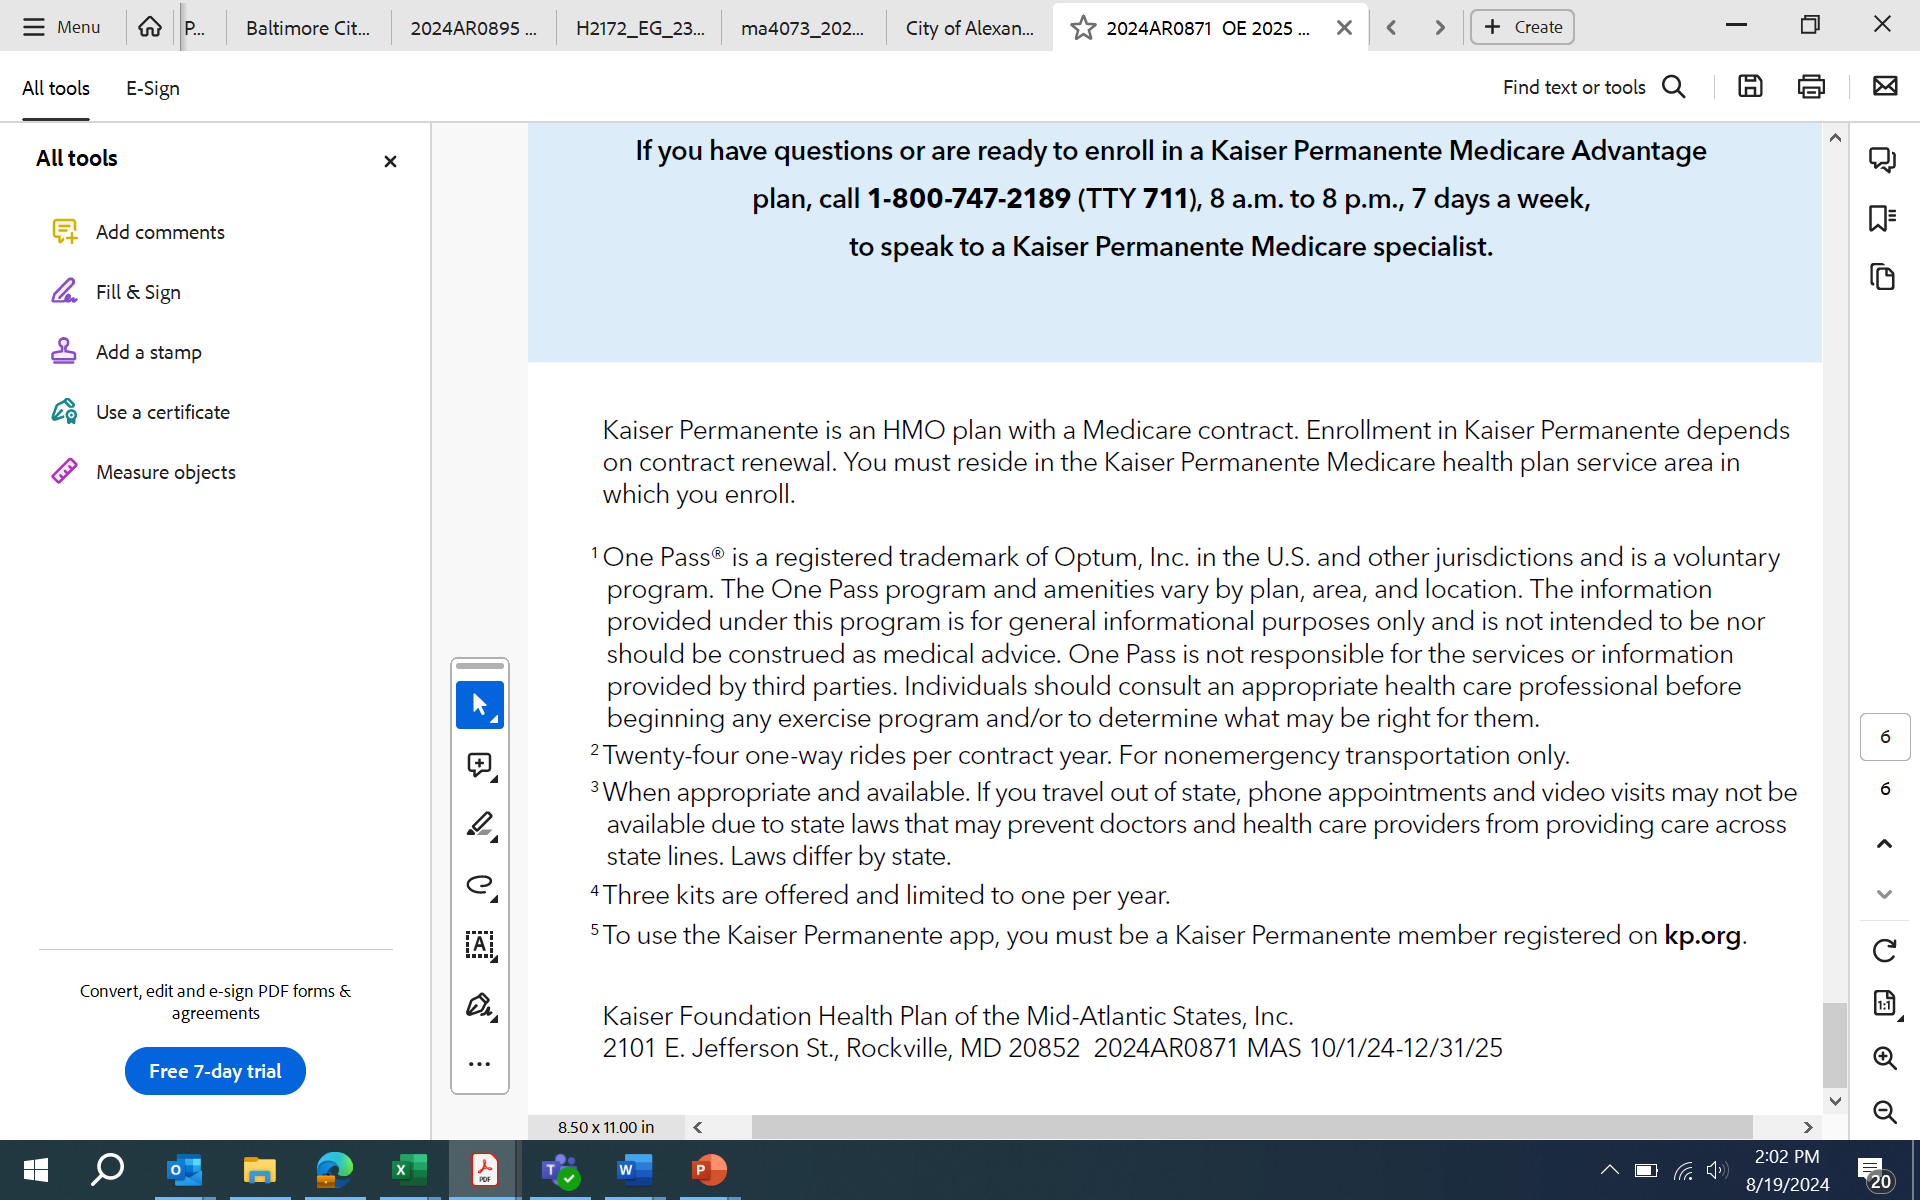 Menu
P...
Baltimore Cit...
2024AR0895 ...
H2172_EG_23...
ma4073_202...
City of Alexan...
2024AR0871  OE 2025 ...
Create
All tools
E-Sign
Find text or tools
All tools
Add comments
Fill & Sign
Add a stamp
Use a certificate
Measure objects
Convert, edit and e-sign PDF forms &
agreements
Free 7-day trial
If you have questions or are ready to enroll in a Kaiser Permanente Medicare Advantage
plan, call 1-800-747-2189 (TTY 711), 8 a.m. to 8 p.m., 7 days a week,
to speak to a Kaiser Permanente Medicare specialist.
Kaiser Permanente is an HMO plan with a Medicare contract. Enrollment in Kaiser Permanente depends
on contract renewal. You must reside in the Kaiser Permanente Medicare health plan service area in
which you enroll.
1 One Pass® is a registered trademark of Optum, Inc. in the U.S. and other jurisdictions and is a voluntary
program. The One Pass program and amenities vary by plan, area, and location. The information
provided under this program is for general informational purposes only and is not intended to be nor
should be construed as medical advice. One Pass is not responsible for the services or information
provided by third parties. Individuals should consult an appropriate health care professional before
beginning any exercise program and/or to determine what may be right for them.
2 Twenty-four one-way rides per contract year. For nonemergency transportation only.
3 When appropriate and available. If you travel out of state, phone appointments and video visits may not be
available due to state laws that may prevent doctors and health care providers from providing care across
state lines. Laws differ by state.
4 Three kits are offered and limited to one per year.
5 To use the Kaiser Permanente app, you must be a Kaiser Permanente member registered on kp.org.
Kaiser Foundation Health Plan of the Mid-Atlantic States, Inc.
2101 E. Jefferson St., Rockville, MD 20852  2024AR0871 MAS 10/1/24-12/31/25
8.50 x 11.00 in
6
6
1:1
2:02 PM
8/19/2024
20